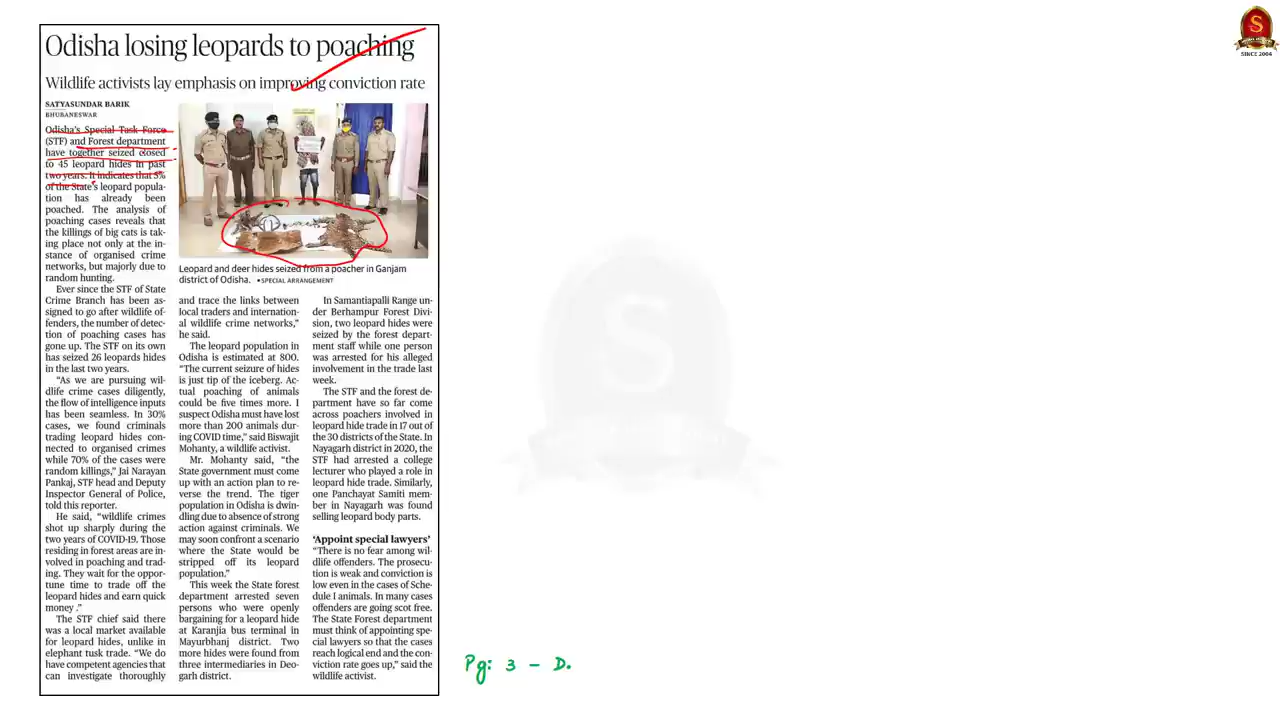 Odisha losing leopards to poaching
Wildlife activists lay emphasis on improving conviction rate
SATYASUNDAR BARIK
BHUBANESWAR
Odisha's Special Task Force
(STF) and Forest department
have together seized closed
to 45 leopard hides in past
two years. It indicates that 5%
of the State's leopard popula-
tion has already been
poached. The analysis of
poaching cases reveals that
the killings of big cats is tak-
ing place not only at the in-
stance of organised crime
networks, but majorly due to
random hunting.
Ever since the STF of State
Crime Branch has been as-
signed to go after wildlife of-
fenders, the number of detec-
tion of poaching cases has
gone up. The STF on its own
has seized 26 leopards hides
in the last two years.
"As we are pursuing wil-
dlife crime cases diligently,
the flow of intelligence inputs
has been seamless. In 30%
cases, we found criminals
trading leopard hides con-
nected to organised crimes
while 70% of the cases were
random killings," Jai Narayan
Pankaj, STF head and Deputy
Inspector General of Police,
told this reporter.
He said, "wildlife crimes
shot up sharply during the
two years of COVID-19. Those
residing in forest areas are in-
volved in poaching and trad-
ing. They wait for the oppor-
tune time to trade off the
leopard hides and earn quick
money ."
The STF chief said there
was a local market available
for leopard hides, unlike in
elephant tusk trade. "We do
have competent agencies that
can investigate thoroughly
Leopard and deer hides seized from a poacher in Ganjam
district of Odisha. •SPECIAL ARRANGEMENT
and trace the links between
local traders and internation-
al wildlife crime networks,"
he said.
The leopard population in
Odisha is estimated at 800.
"The current seizure of hides
is just tip of the iceberg. Ac-
tual poaching of animals
could be five times more. I
suspect Odisha must have lost
more than 200 animals dur-
ing COVID time," said Biswajit
Mohanty, a wildlife activist.
Mr. Mohanty said, "the
State government must come
up with an action plan to re-
verse the trend. The tiger
population in Odisha is dwin-
dling due to absence of strong
action against criminals. We
may soon confront a scenario
where the State would be
stripped off its leopard
population."
This week the State forest
department arrested seven
persons who were openly
bargaining for a leopard hide
at Karanjia bus terminal in
Mayurbhanj district. Two
more hides were found from
three intermediaries in Deo-
garh district.
In Samantiapalli Range un-
der Berhampur Forest Divi-
sion, two leopard hides were
seized by the forest depart-
ment staff while one person
was arrested for his alleged
involvement in the trade last
week.
The STF and the forest de-
partment have so far come
across poachers involved in
leopard hide trade in 17 out of
the 30 districts of the State. In
Nayagarh district in 2020, the
STF had arrested a college
lecturer who played a role in
leopard hide trade. Similarly,
one Panchayat Samiti mem-
ber in Nayagarh was found
selling leopard body parts.
'Appoint special lawyers'
"There is no fear among wil-
dlife offenders. The prosecu-
tion is weak and conviction is
low even in the cases of Sche-
dule I animals. In many cases
offenders are going scot free.
The State Forest department
must think of appointing spe-
cial lawyers so that the cases
reach logical end and the con-
viction rate goes up," said the
wildlife activist.
Pg: 3 - D.
S
SINCE 2004